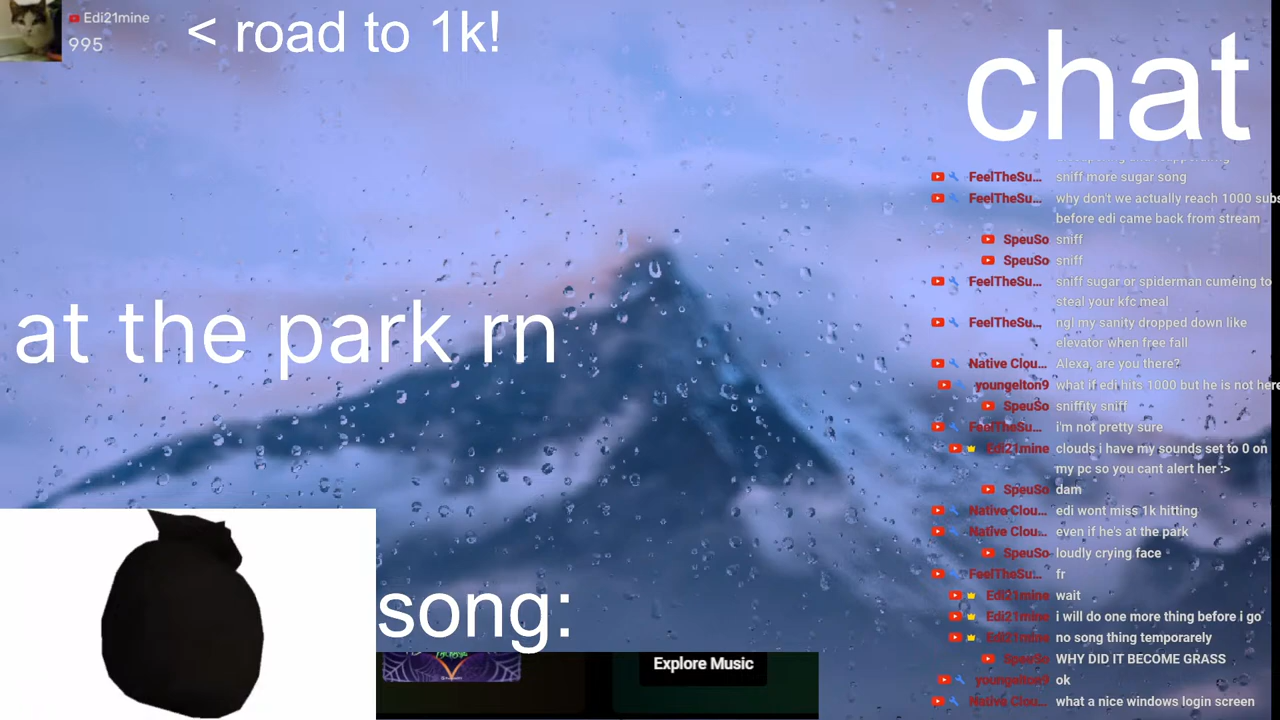 Edi21mine
995
< road to 1k!
chat
sniff more sugar song
FeelTheSu...
why don't we actually reach 1000 subs
FeelTheSu...
before edi came back from stream
SpeuSo sniff
SpeuSo sniff
FeelTheSu... sniff sugar or spiderman cumeing to
steal your kfc meal
at the park rn
FeelTheSu... ngl my sanity dropped down like
elevator when free fall
Native Clou... Alexa, are you there?
youngelton9 what if edi hits 1000 but he is not here
SpeuSo sniffity sniff
FeelTheSu... i'm not pretty sure
Edi21mine clouds i have my sounds set to 0 on
my pc so you cant alert her :>
SpeuSo dam
Native Clou... edi wont miss 1k hitting
Native Clou... even if he's at the park
SpeuSo loudly crying face
FeelTheSu... fr
Edi21mine wait
Edi21mine i will do one more thing before i go
Edi21mine no song thing temporarely
SpeuSo WHY DID IT BECOME GRASS
youngelton9 ok
Native Clou... what a nice windows login screen
song:
Explore Music